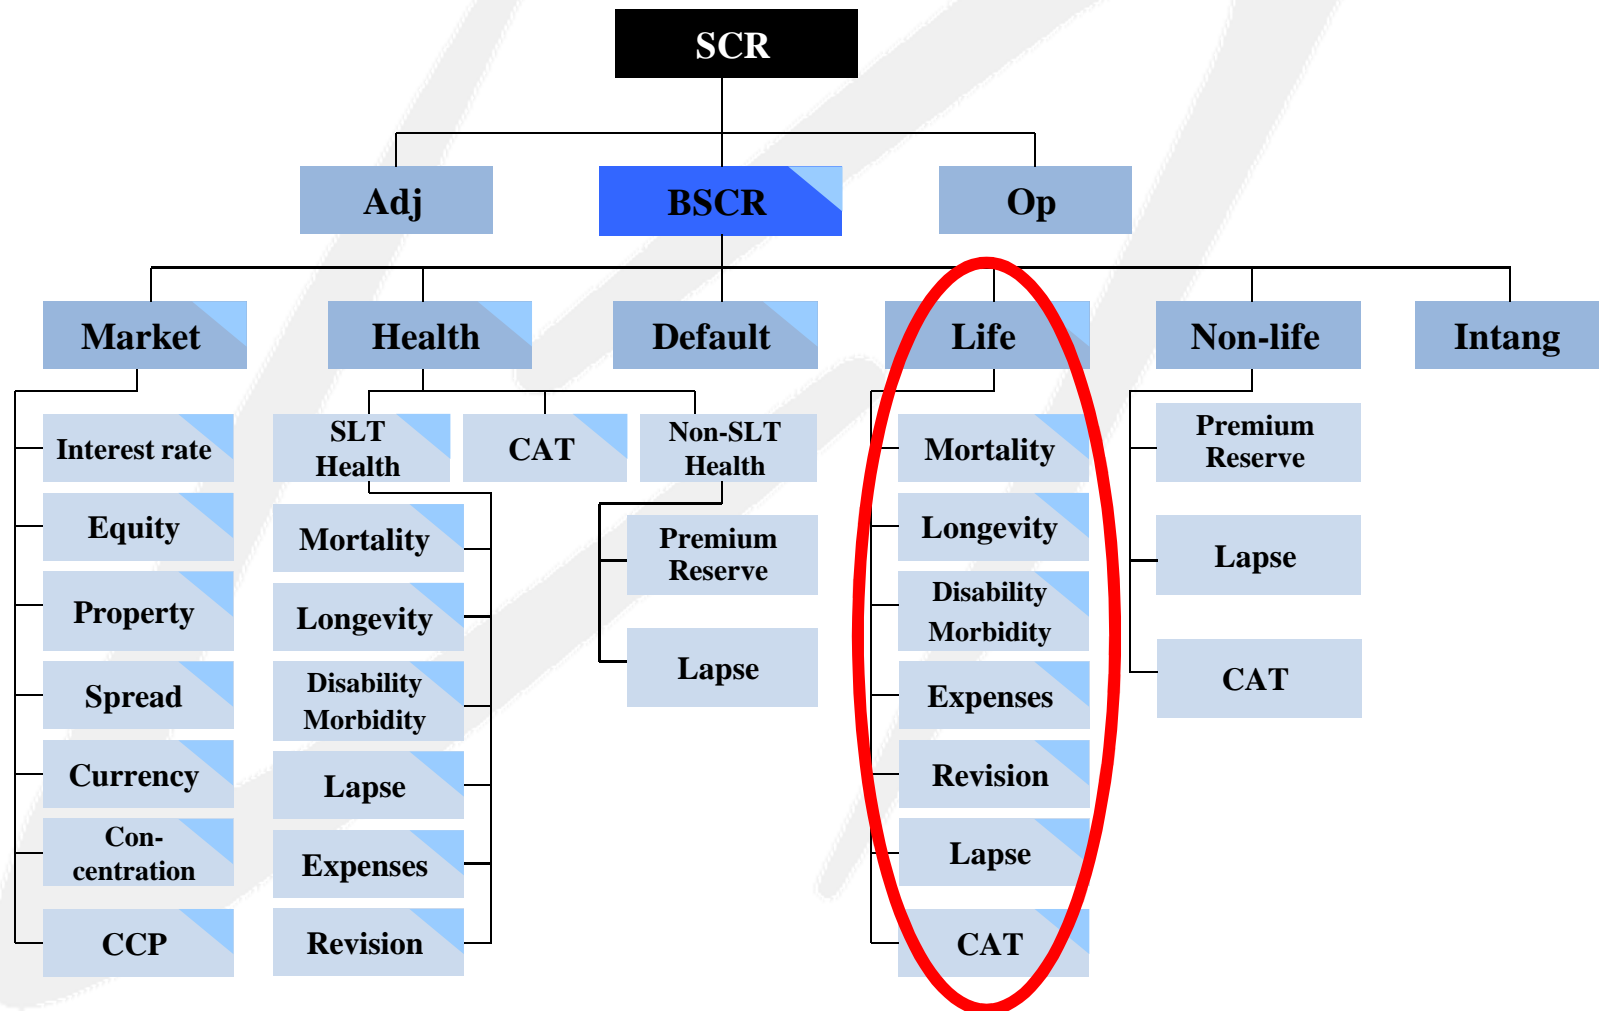 SCR
Adj
BSCR
Op
Market
Health
Default
Life
Non-life
Intang
Interest rate
Equity
Property
Spread
Currency
Con-
centration
CCP
SLT
Health
Mortality
Longevity
Disability
Morbidity
Lapse
Expenses
Revision
CAT
Non-SLT
Health
Premium
Reserve
Lapse
Mortality
Longevity
Disability
Morbidity
Expenses
Revision
Lapse
CAT
Premium
Reserve
Lapse
CAT